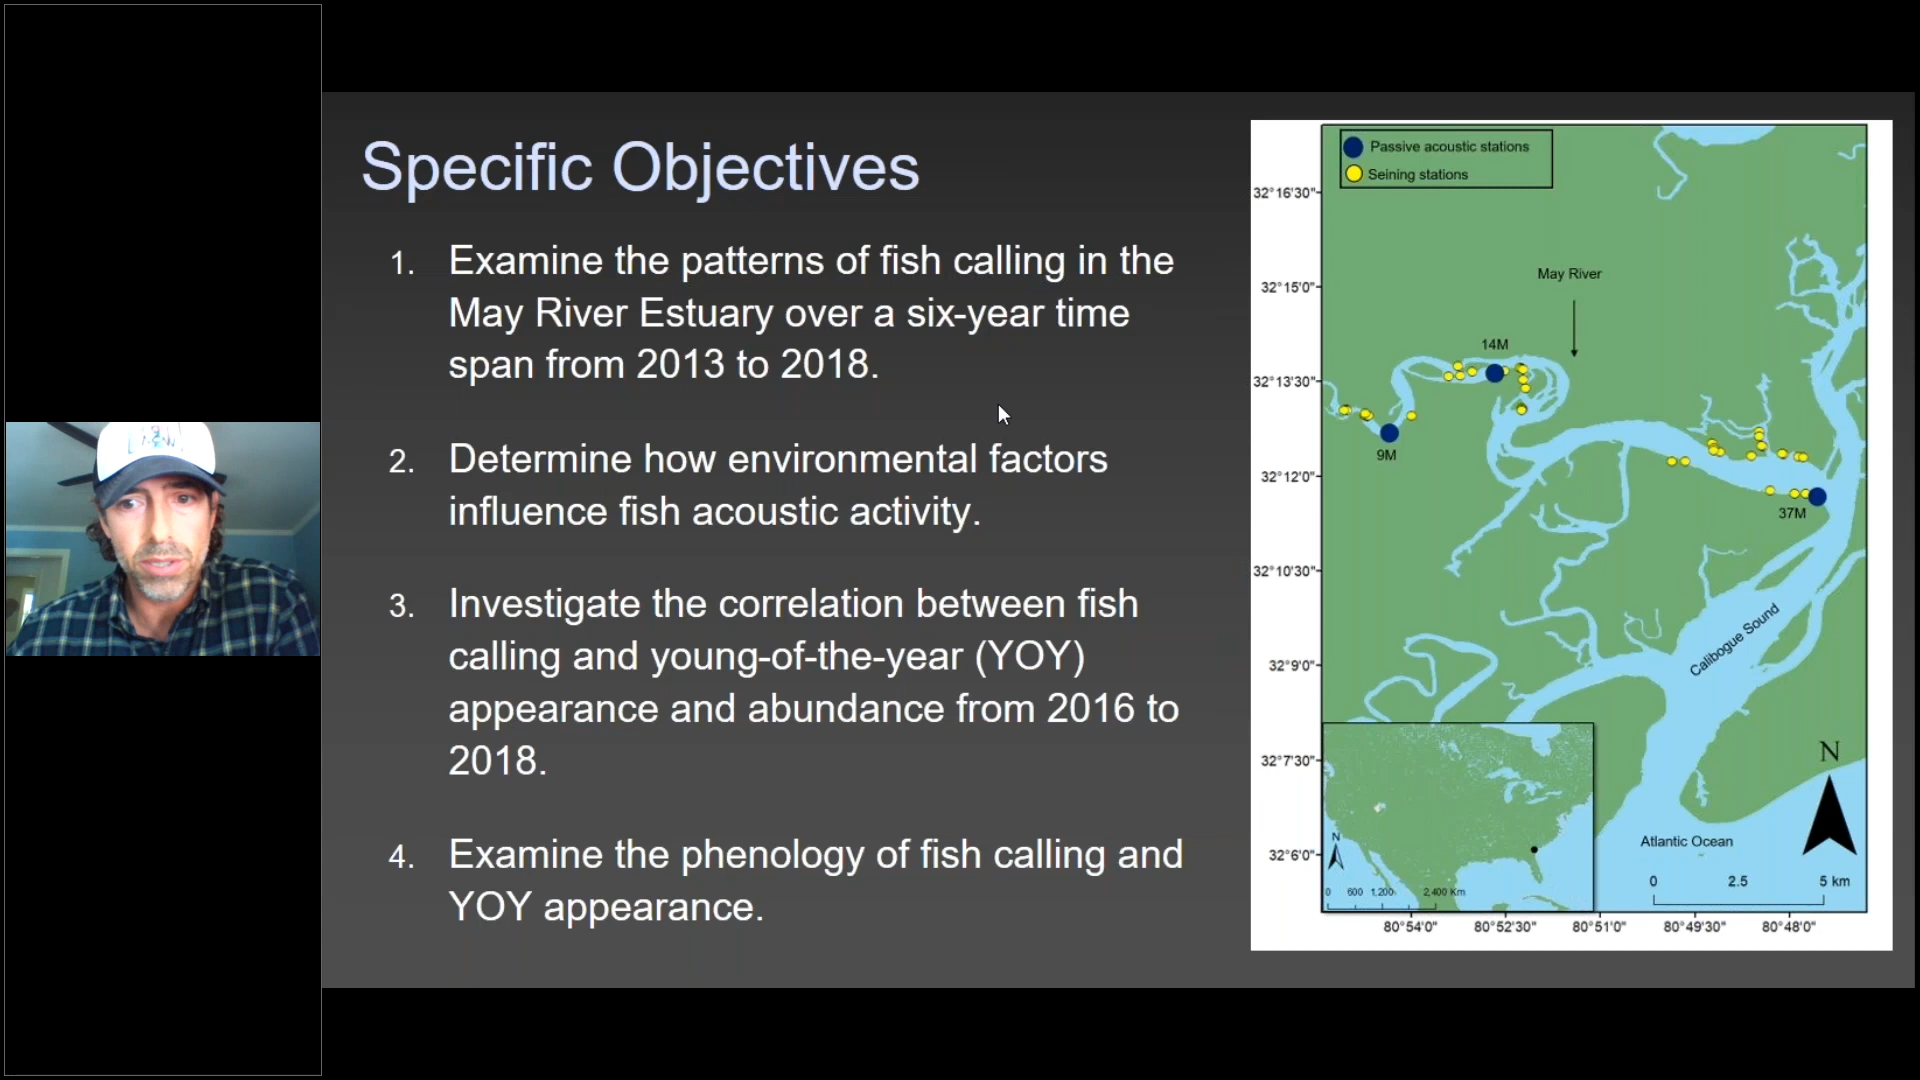 Specific Objectives
1. Examine the patterns of fish calling in the
May River Estuary over a six-year time
span from 2013 to 2018.
2. Determine how environmental factors
influence fish acoustic activity.
3. Investigate the correlation between fish
calling and young-of-the-year (YOY)
appearance and abundance from 2016 to
2018.
4. Examine the phenology of fish calling and
YOY appearance.
Passive acoustic stations
Seining stations
32°16'30"
32°15'0"
32°13'30"
32°12'0"
32°10'30"
32°9'0"
32°7'30"
32°6'0"
May River
14M
9M
37M
Calibogue Sound
N
Atlantic Ocean
0 2.5 5 km
N
0 600 1,200 2,400 Km
80°54'0" 80°52'30" 80°51'0" 80°49'30" 80°48'0"